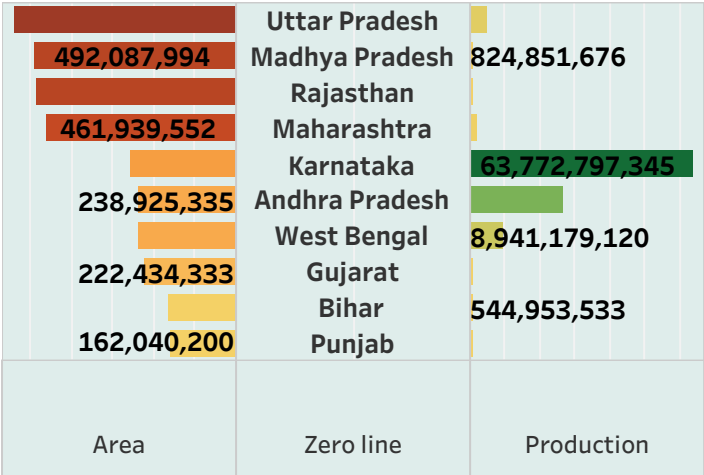 Uttar Pradesh
492,087,994 Madhya Pradesh 824,851,676
Rajasthan
461,939,552 Maharashtra
Karnataka 63,772,797,345
238,925,335 Andhra Pradesh
West Bengal 8,941,179,120
222,434,333 Gujarat
Bihar 544,953,533
162,040,200 Punjab
Area Zero line Production